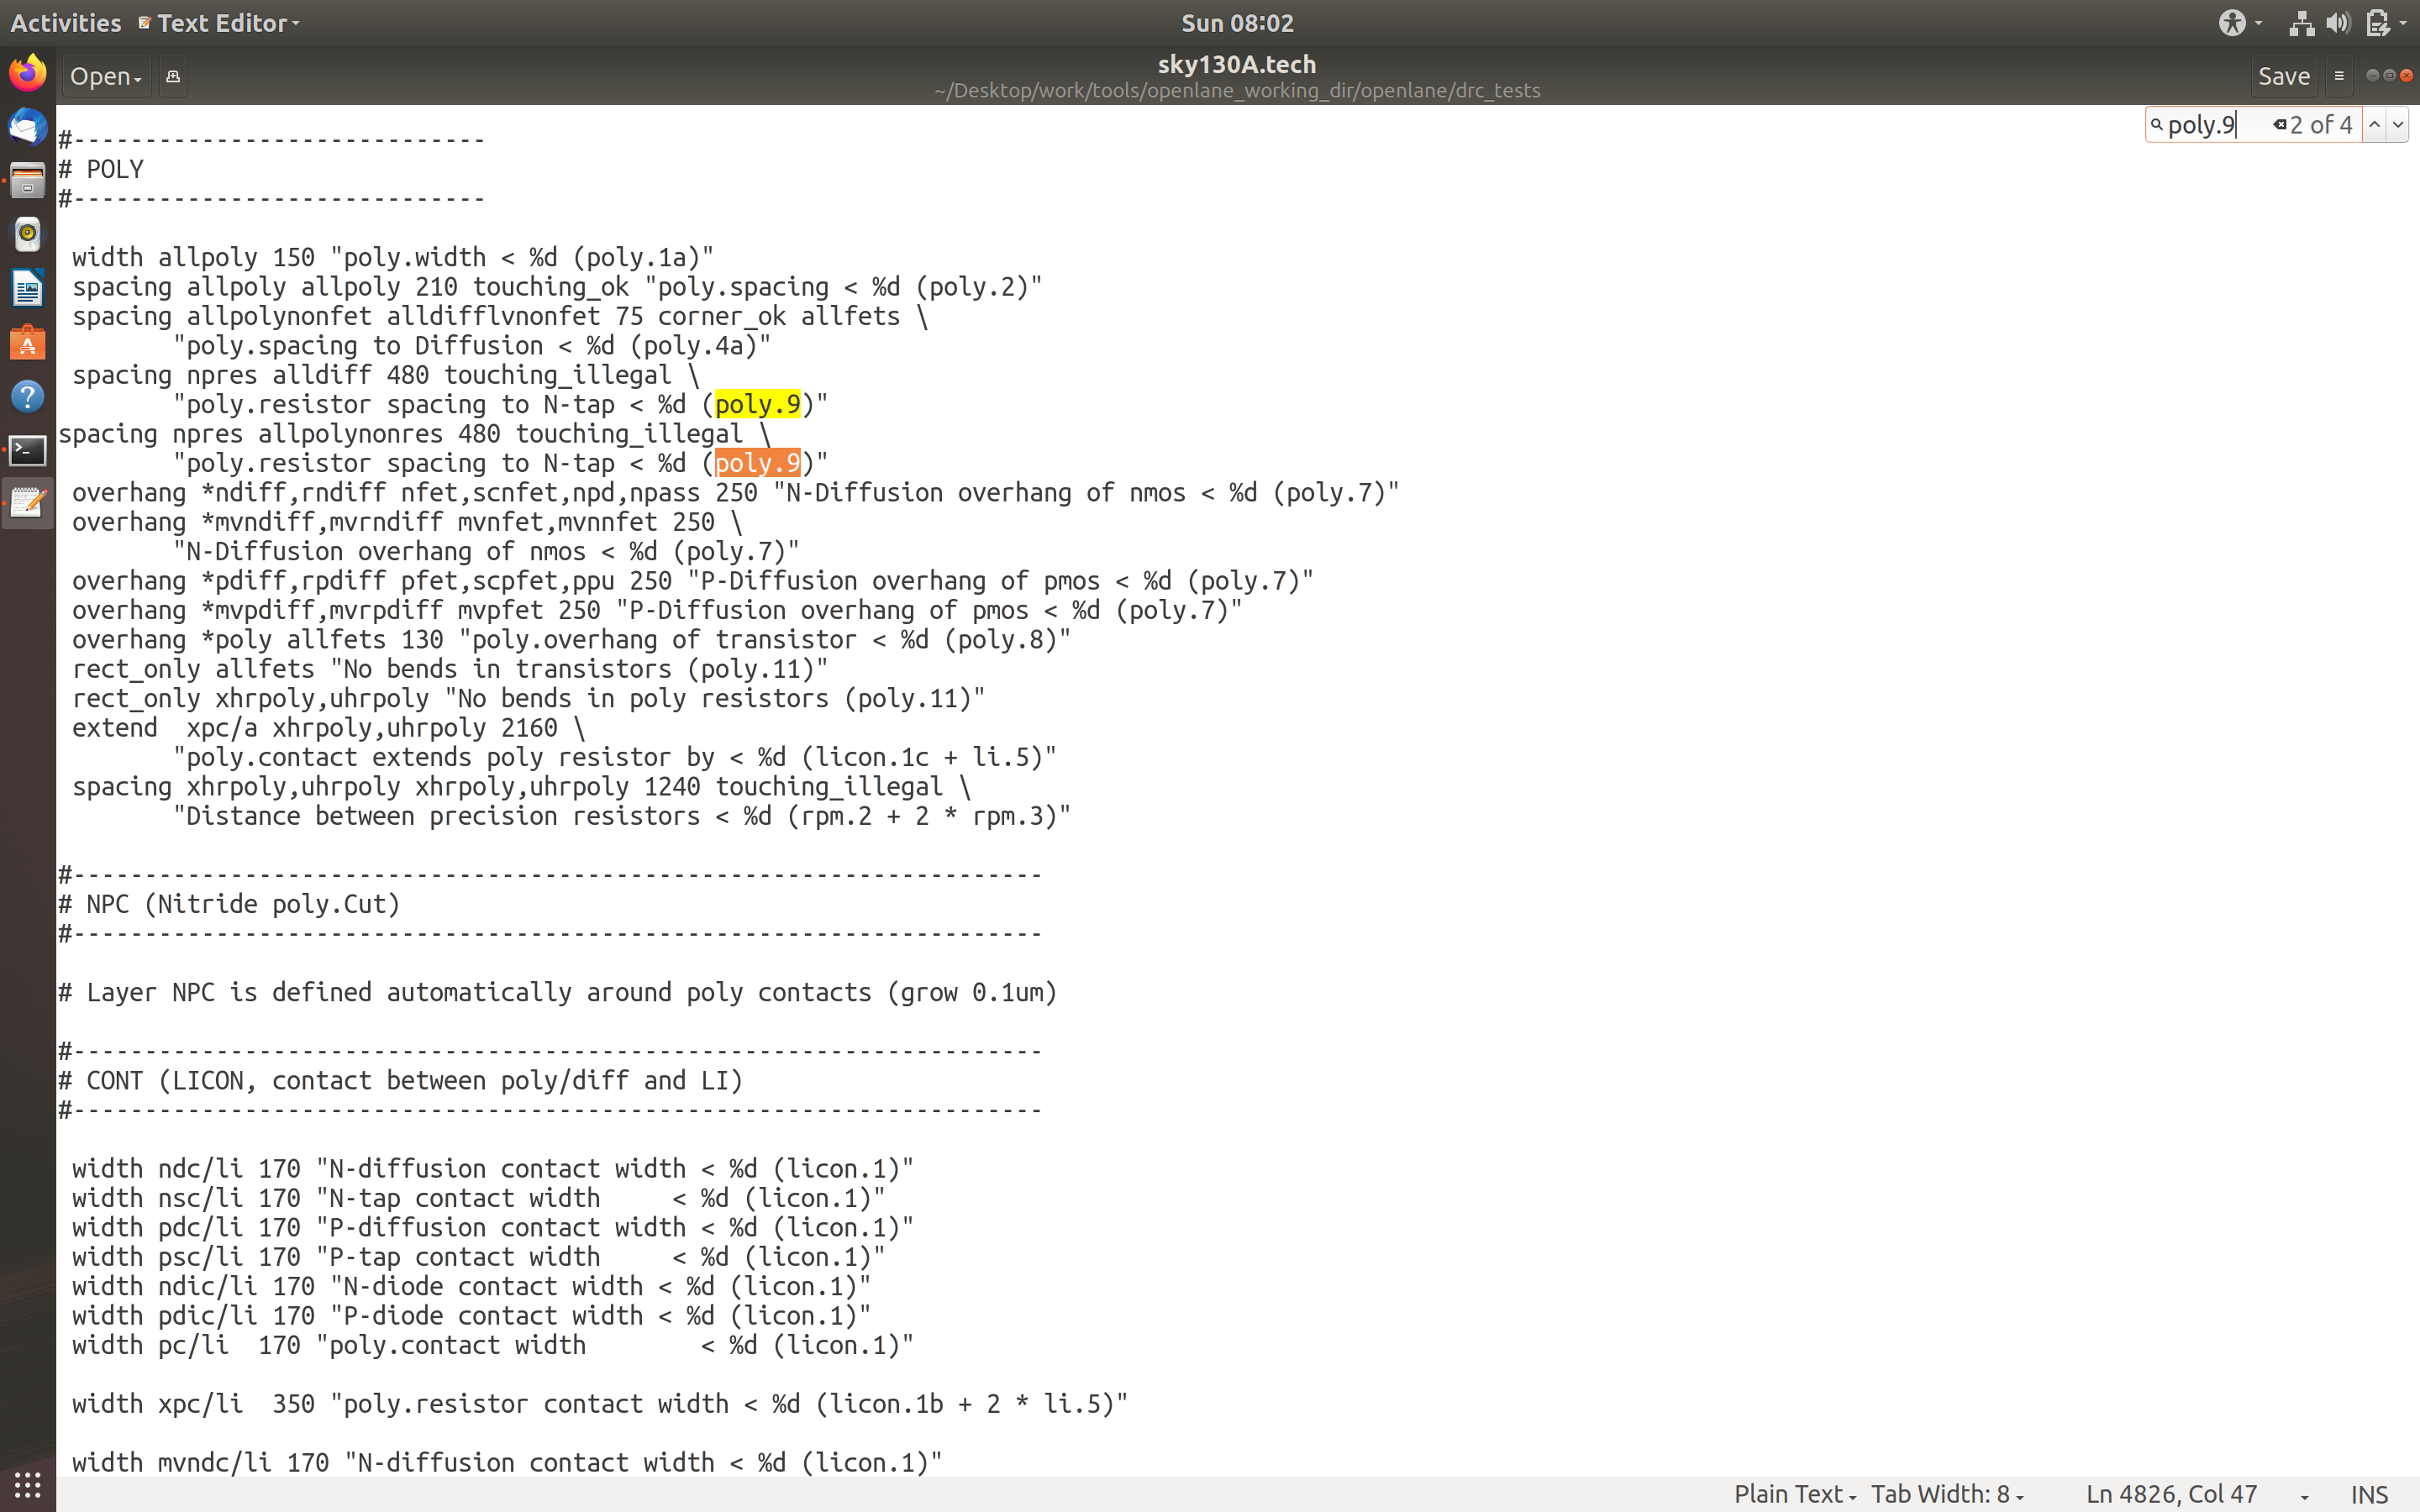 Activities Text Editor Sun 08:02
Open sky130A.tech Save
~/Desktop/work/tools/openlane_working_dir/openlane/drc_tests
poly.9 2 of 4
#-----------------------------
# POLY
#-----------------------------
width allpoly 150 "poly.width < %d (poly.1a)"
spacing allpoly allpoly 210 touching_ok "poly.spacing < %d (poly.2)"
spacing allpolynonfet alldifflvnonfet 75 corner_ok allfets \
"poly.spacing to Diffusion < %d (poly.4a)"
spacing npres alldiff 480 touching_illegal \
"poly.resistor spacing to N-tap < %d (poly.9)"
spacing npres allpolynonres 480 touching_illegal \
"poly.resistor spacing to N-tap < %d (poly.9)"
overhang *ndiff,rndiff nfet,scnfet,npd,npass 250 "N-Diffusion overhang of nmos < %d (poly.7)"
overhang *mvndiff,mvrndiff mvnfet,mvnnfet 250 \
"N-Diffusion overhang of nmos < %d (poly.7)"
overhang *pdiff,rpdiff pfet,scpfet,ppu 250 "P-Diffusion overhang of pmos < %d (poly.7)"
overhang *mvpdiff,mvrpdiff mvpfet 250 "P-Diffusion overhang of pmos < %d (poly.7)"
overhang *poly allfets 130 "poly.overhang of transistor < %d (poly.8)"
rect_only allfets "No bends in transistors (poly.11)"
rect_only xhrpoly,uhrpoly "No bends in poly resistors (poly.11)"
extend  xpc/a xhrpoly,uhrpoly 2160 \
"poly.contact extends poly resistor by < %d (licon.1c + li.5)"
spacing xhrpoly,uhrpoly xhrpoly,uhrpoly 1240 touching_illegal \
"Distance between precision resistors < %d (rpm.2 + 2 * rpm.3)"
#--------------------------------------------------------------------
# NPC (Nitride poly.Cut)
#--------------------------------------------------------------------
# Layer NPC is defined automatically around poly contacts (grow 0.1um)
#--------------------------------------------------------------------
# CONT (LICON, contact between poly/diff and LI)
#--------------------------------------------------------------------
width ndc/li 170 "N-diffusion contact width < %d (licon.1)"
width nsc/li 170 "N-tap contact width      < %d (licon.1)"
width pdc/li 170 "P-diffusion contact width < %d (licon.1)"
width psc/li 170 "P-tap contact width      < %d (licon.1)"
width ndic/li 170 "N-diode contact width < %d (licon.1)"
width pdic/li 170 "P-diode contact width < %d (licon.1)"
width pc/li  170 "poly.contact width        < %d (licon.1)"
width xpc/li  350 "poly.resistor contact width < %d (licon.1b + 2 * li.5)"
width mvndc/li 170 "N-diffusion contact width < %d (licon.1)"
Plain Text Tab Width: 8 Ln 4826, Col 47 INS